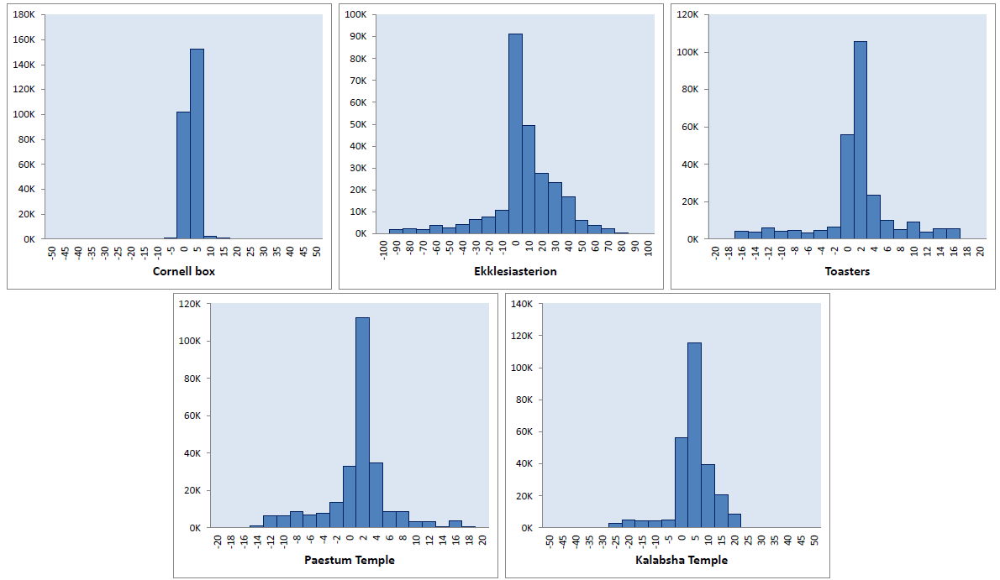 180K
160K
140K
120K
100K
80K
60K
40K
20K
0K
-50 -45 -40 -35 -30 -25 -20 -15 -10 -5 0 5 10 15 20 25 30 35 40 45 50
Cornell box
100K
90K
80K
70K
60K
50K
40K
30K
20K
10K
0K
-100 -90 -80 -70 -60 -50 -40 -30 -20 -10 0 10 20 30 40 50 60 70 80 90 100
Ekklesiasterion
120K
100K
80K
60K
40K
20K
0K
-20 -18 -16 -14 -12 -10 -8 -6 -4 -2 0 2 4 6 8 10 12 14 16 18 20
Toasters
120K
100K
80K
60K
40K
20K
0K
-20 -18 -16 -14 -12 -10 -8 -6 -4 -2 0 2 4 6 8 10 12 14 16 18 20
Paestum Temple
140K
120K
100K
80K
60K
40K
20K
0K
-50 -45 -40 -35 -30 -25 -20 -15 -10 -5 0 5 10 15 20 25 30 35 40 45 50
Kalabsha Temple